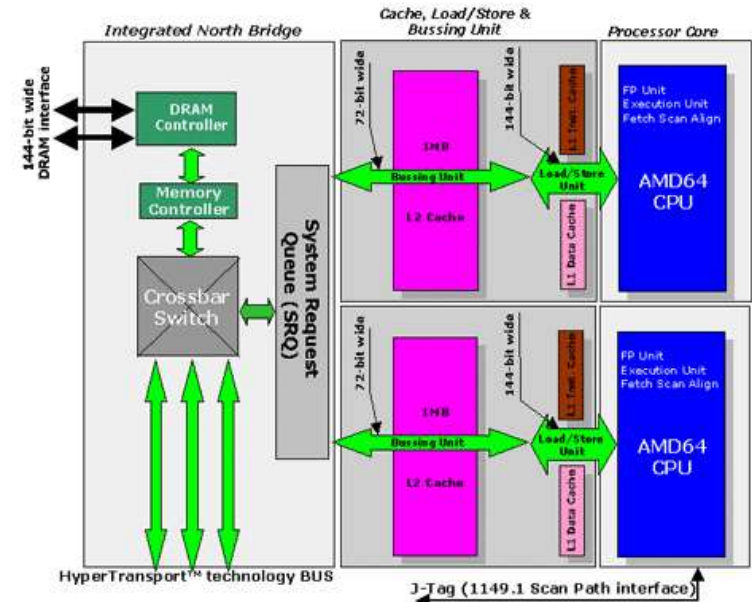 Integrated North Bridge
Cache, Load/Store &
Bussing Unit
Processor Core
144-bit wide
DRAM interface
DRAM
Controller
Memory
Controller
Crossbar
Switch
System Request
Queue (SRQ)
HyperTransport™ technology BUS
72-bit wide
1MB
Bussing Unit
L2 Cache
144-bit wide
L1 Inst. Cache
Load/Store
Unit
L1 Data Cache
FP Unit
Execution Unit
Fetch Scan Align
AMD64
CPU
72-bit wide
1MB
Bussing Unit
L2 Cache
144-bit wide
L1 Inst. Cache
Load/Store
Unit
L1 Data Cache
FP Unit
Execution Unit
Fetch Scan Align
AMD64
CPU
J-Tag (1149.1 Scan Path interface)